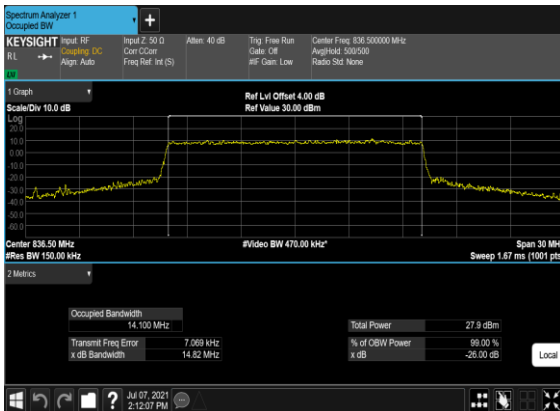 Spectrum Analyzer 1
Occupied BW
+
KEYSIGHT Input: RF Input Z: 50 Ω Atten: 40 dB Trig: Free Run Center Freq: 836.500000 MHz
RL Coupling: DC Corr CCorr Gate: Off Avg|Hold: 500/500
Align: Auto Freq Ref: Int (S) #IF Gain: Low Radio Std: None
1 Graph
Ref Lvl Offset 4.00 dB
Scale/Div 10.0 dB Ref Value 30.00 dBm
Log
20.0
10.0
0.00
-10.0
-20.0
-30.0
-40.0
-50.0
-60.0
Center 836.50 MHz #Video BW 470.00 kHz* Span 30 MH
#Res BW 150.00 kHz Sweep 1.67 ms (1001 pts
2 Metrics
Occupied Bandwidth
14.100 MHz Total Power 27.9 dBm
Transmit Freq Error 7.069 kHz % of OBW Power 99.00 %
x dB Bandwidth 14.82 MHz x dB -26.00 dB
Local
? Jul 07, 2021
2:12:07 PM